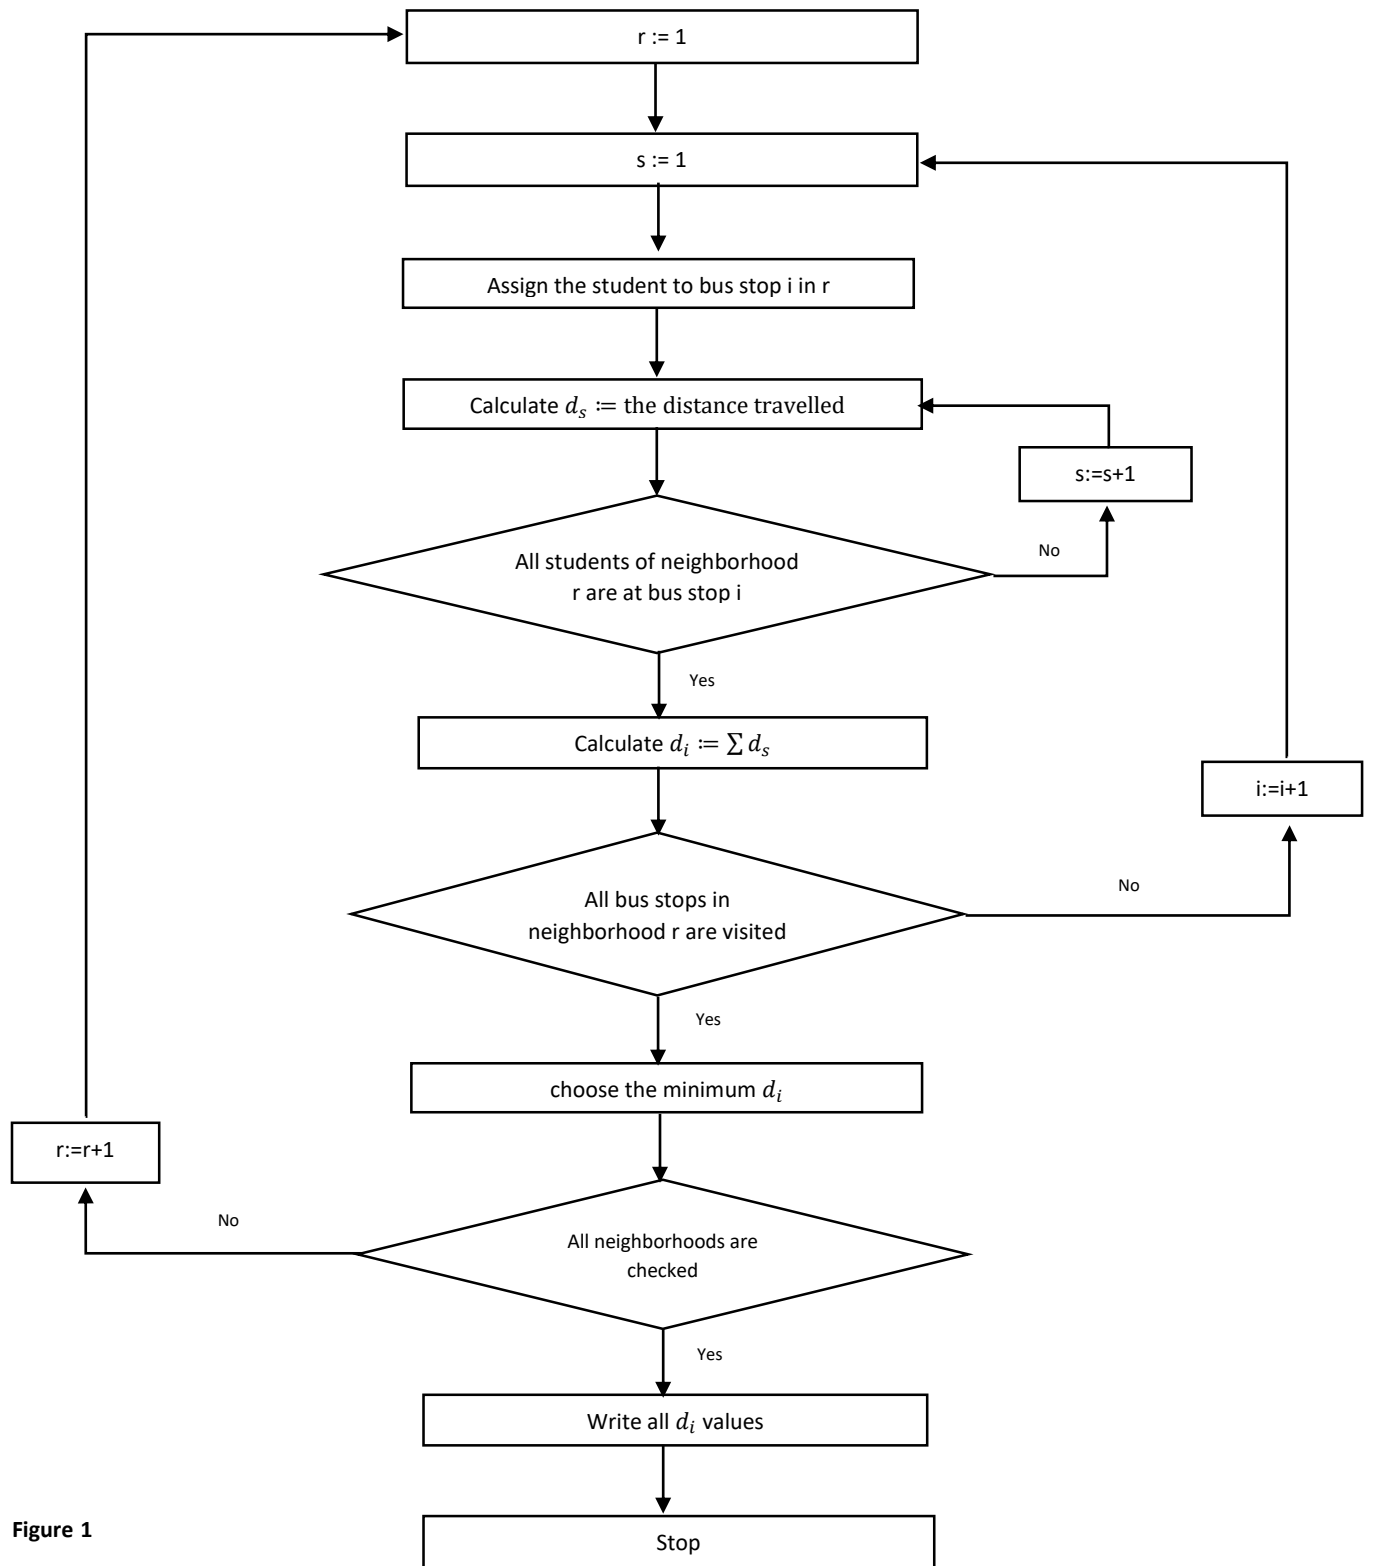 r := 1
s := 1
Assign the student to bus stop i in r
Calculate d_s := the distance travelled
s:=s+1
No
All students of neighborhood
r are at bus stop i
Yes
Calculate d_i := ∑ d_s
i:=i+1
No
All bus stops in
neighborhood r are visited
Yes
choose the minimum d_i
r:=r+1
No
All neighborhoods are
checked
Yes
Write all d_i values
Figure 1
Stop